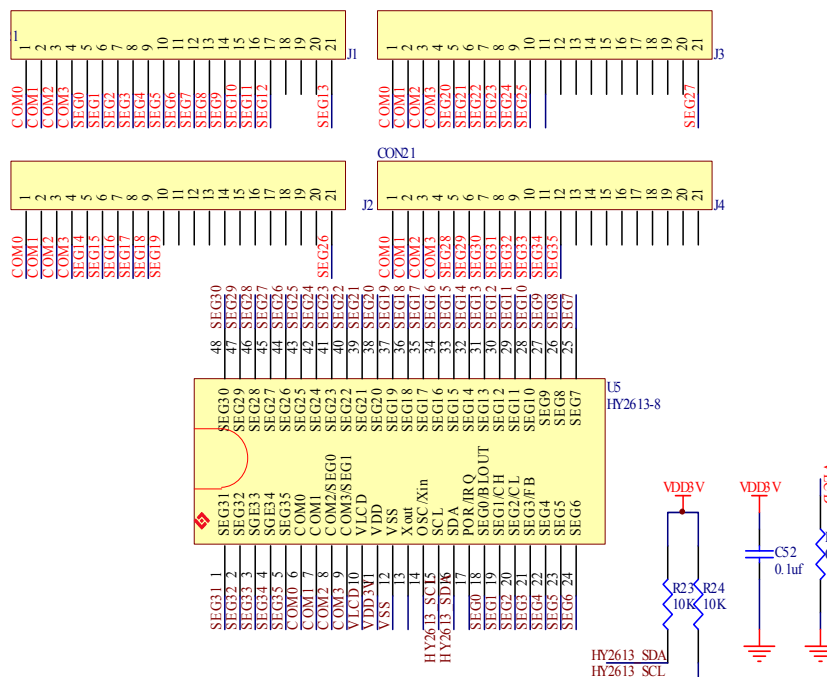 1
1 2 3 4 5 6 7 8 9 10 11 12 13 14 15 16 17 18 19 20 21
J1
COM0 COM1 COM2 COM3 SEG0 SEG1 SEG2 SEG3 SEG4 SEG5 SEG6 SEG7 SEG8 SEG9 SEG10 SEG11 SEG12 SEG13
1 2 3 4 5 6 7 8 9 10 11 12 13 14 15 16 17 18 19 20 21
J3
COM0 COM1 COM2 COM3 SEG20 SEG21 SEG22 SEG23 SEG24 SEG25 SEG27
1 2 3 4 5 6 7 8 9 10 11 12 13 14 15 16 17 18 19 20 21
J2
COM0 COM1 COM2 COM3 SEG14 SEG15 SEG16 SEG17 SEG18 SEG19 SEG26
CON21
1 2 3 4 5 6 7 8 9 10 11 12 13 14 15 16 17 18 19 20 21
J4
COM0 COM1 COM2 COM3 SEG28 SEG29 SEG30 SEG31 SEG32 SEG33 SEG34 SEG35
SEG30 SEG29 SEG28 SEG27 SEG26 SEG25 SEG24 SEG23 SEG22 SEG21 SEG20 SEG19 SEG18 SEG17 SEG16 SEG15 SEG14 SEG13 SEG12 SEG11 SEG10 SEG9 SEG8 SEG7
48 47 46 45 44 43 42 41 40 39 38 37 36 35 34 33 32 31 30 29 28 27 26 25
U5
HY2613-8
SEG30 SEG29 SEG28 SEG27 SEG26 SEG25 SEG24 SEG23 SEG22 SEG21 SEG20 SEG19 SEG18 SEG17 SEG16 SEG15 SEG14 SEG13 SEG12 SEG11 SEG10 SEG9 SEG8 SEG7
SEG31 SEG32 SGE33 SGE34 SEG35 COM0 COM1 COM2/SEG0 COM3/SEG1 VLCD VDD VSS Xout OSC/Xin SCL SDA POR/IRQ SEG0/BLOUT SEG1/CH SEG2/CL SEG3/FB SEG4 SEG5 SEG6
1 2 3 4 5 6 7 8 9 10 11 12 13 14 15 16 17 18 19 20 21 22 23 24
SEG31 SEG32 SEG33 SEG34 SEG35 COM0 COM1 COM2 COM3 VLCD VDD3V VSS HY2613 SCL HY2613 SDA SEG0 SEG1 SEG2 SEG3 SEG4 SEG5 SEG6
VDD3V
R23
10K
R24
10K
HY2613 SDA
HY2613 SCL
VDD3V
C52
0.1uf